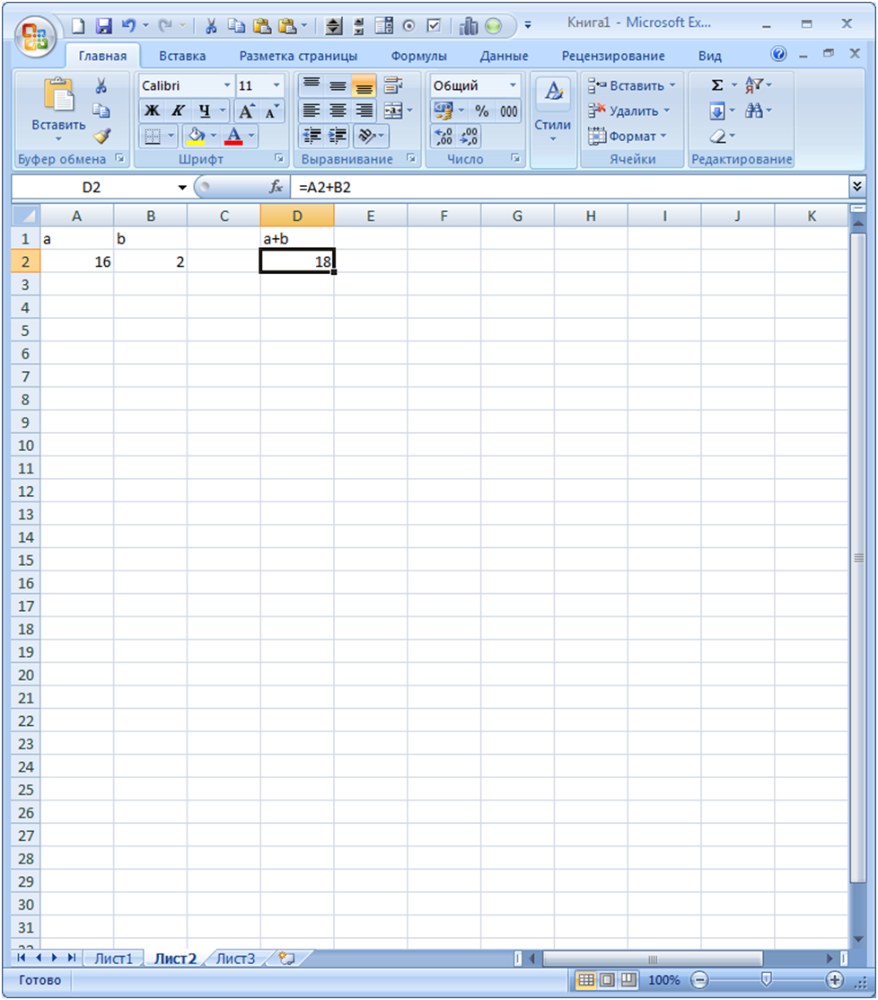 Книга1 - Microsoft Ex...
Главная Вставка Разметка страницы Формулы Данные Рецензирование Вид
Calibri 11 Общий Вставить Σ
Вставить Ж К Ч A A % 000 Стили Удалить
A ,0 ,00 ,00 ,0 Формат
Буфер обмена Шрифт Выравнивание Число Ячейки Редактирование
D2 fx =A2+B2
A B C D E F G H I J K
1 a b a+b
2 16 2 18
3
4
5
6
7
8
9
10
11
12
13
14
15
16
17
18
19
20
21
22
23
24
25
26
27
28
29
30
31
32
Лист1 Лист2 Лист3
Готово 100%